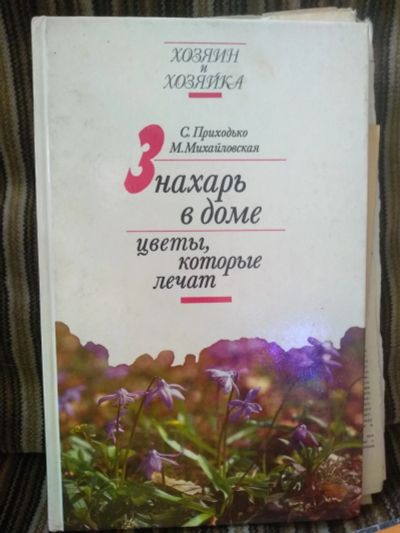 ХОЗЯИН
и
ХОЗЯЙКА
С. Приходько
М. Михайловская
Знахарь
в доме
цветы,
которые
лечат